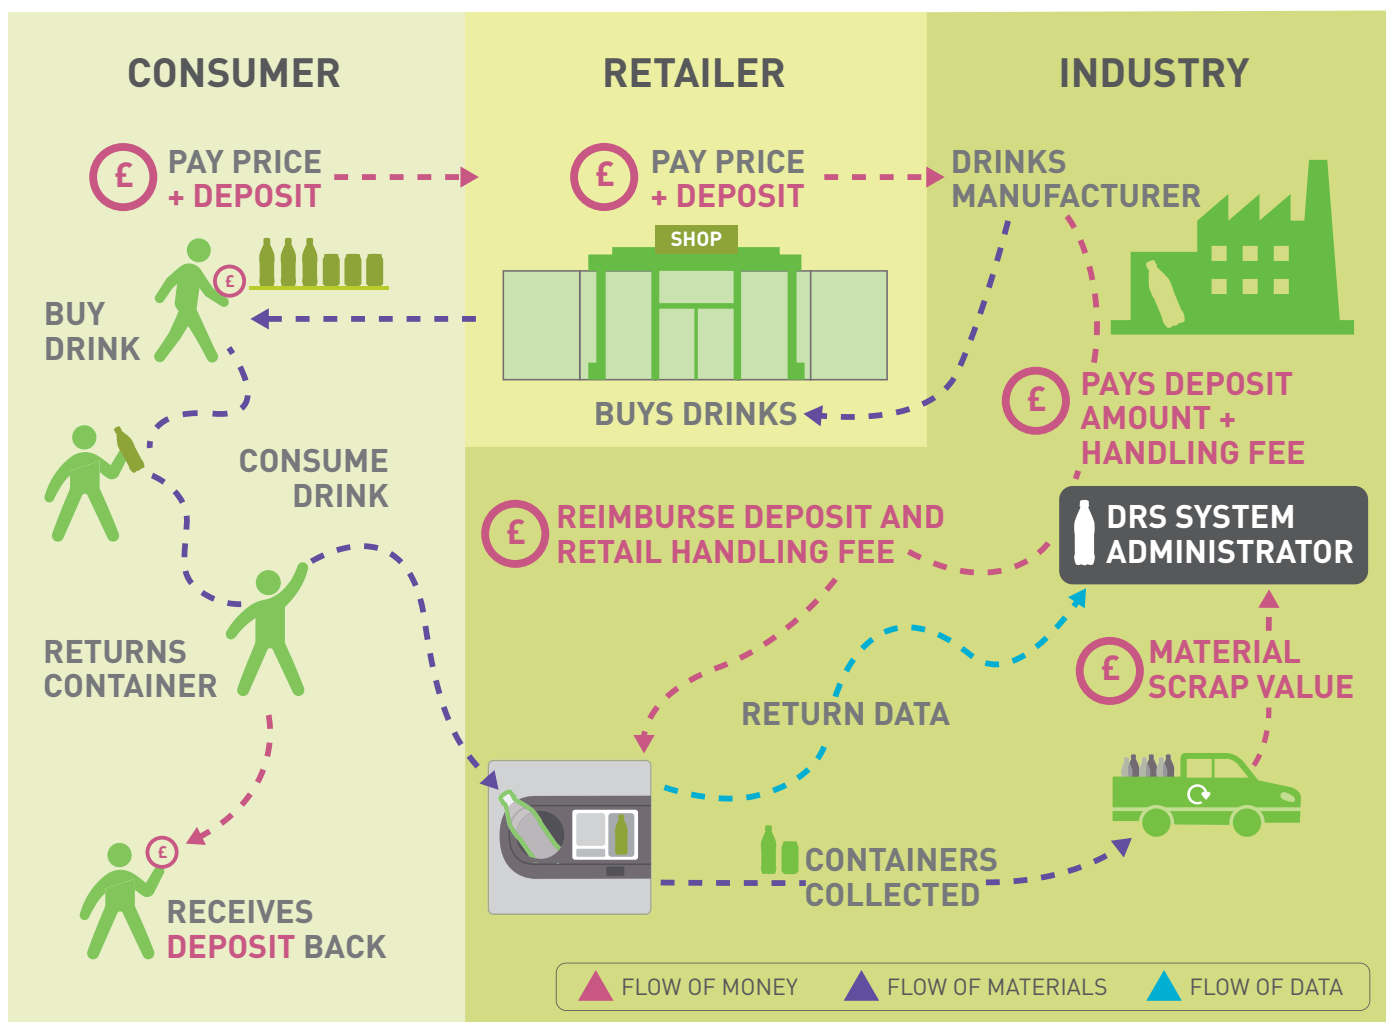 CONSUMER
RETAILER
INDUSTRY
£
PAY PRICE
+ DEPOSIT
£
PAY PRICE
+ DEPOSIT
DRINKS
MANUFACTURER
SHOP
£
BUY
DRINK
BUYS DRINKS
£
PAYS DEPOSIT
AMOUNT +
HANDLING FEE
CONSUME
DRINK
£
REIMBURSE DEPOSIT AND
RETAIL HANDLING FEE
DRS SYSTEM
ADMINISTRATOR
RETURNS
CONTAINER
£
MATERIAL
SCRAP VALUE
RETURN DATA
£
RECEIVES
DEPOSIT BACK
CONTAINERS
COLLECTED
FLOW OF MONEY
FLOW OF MATERIALS
FLOW OF DATA